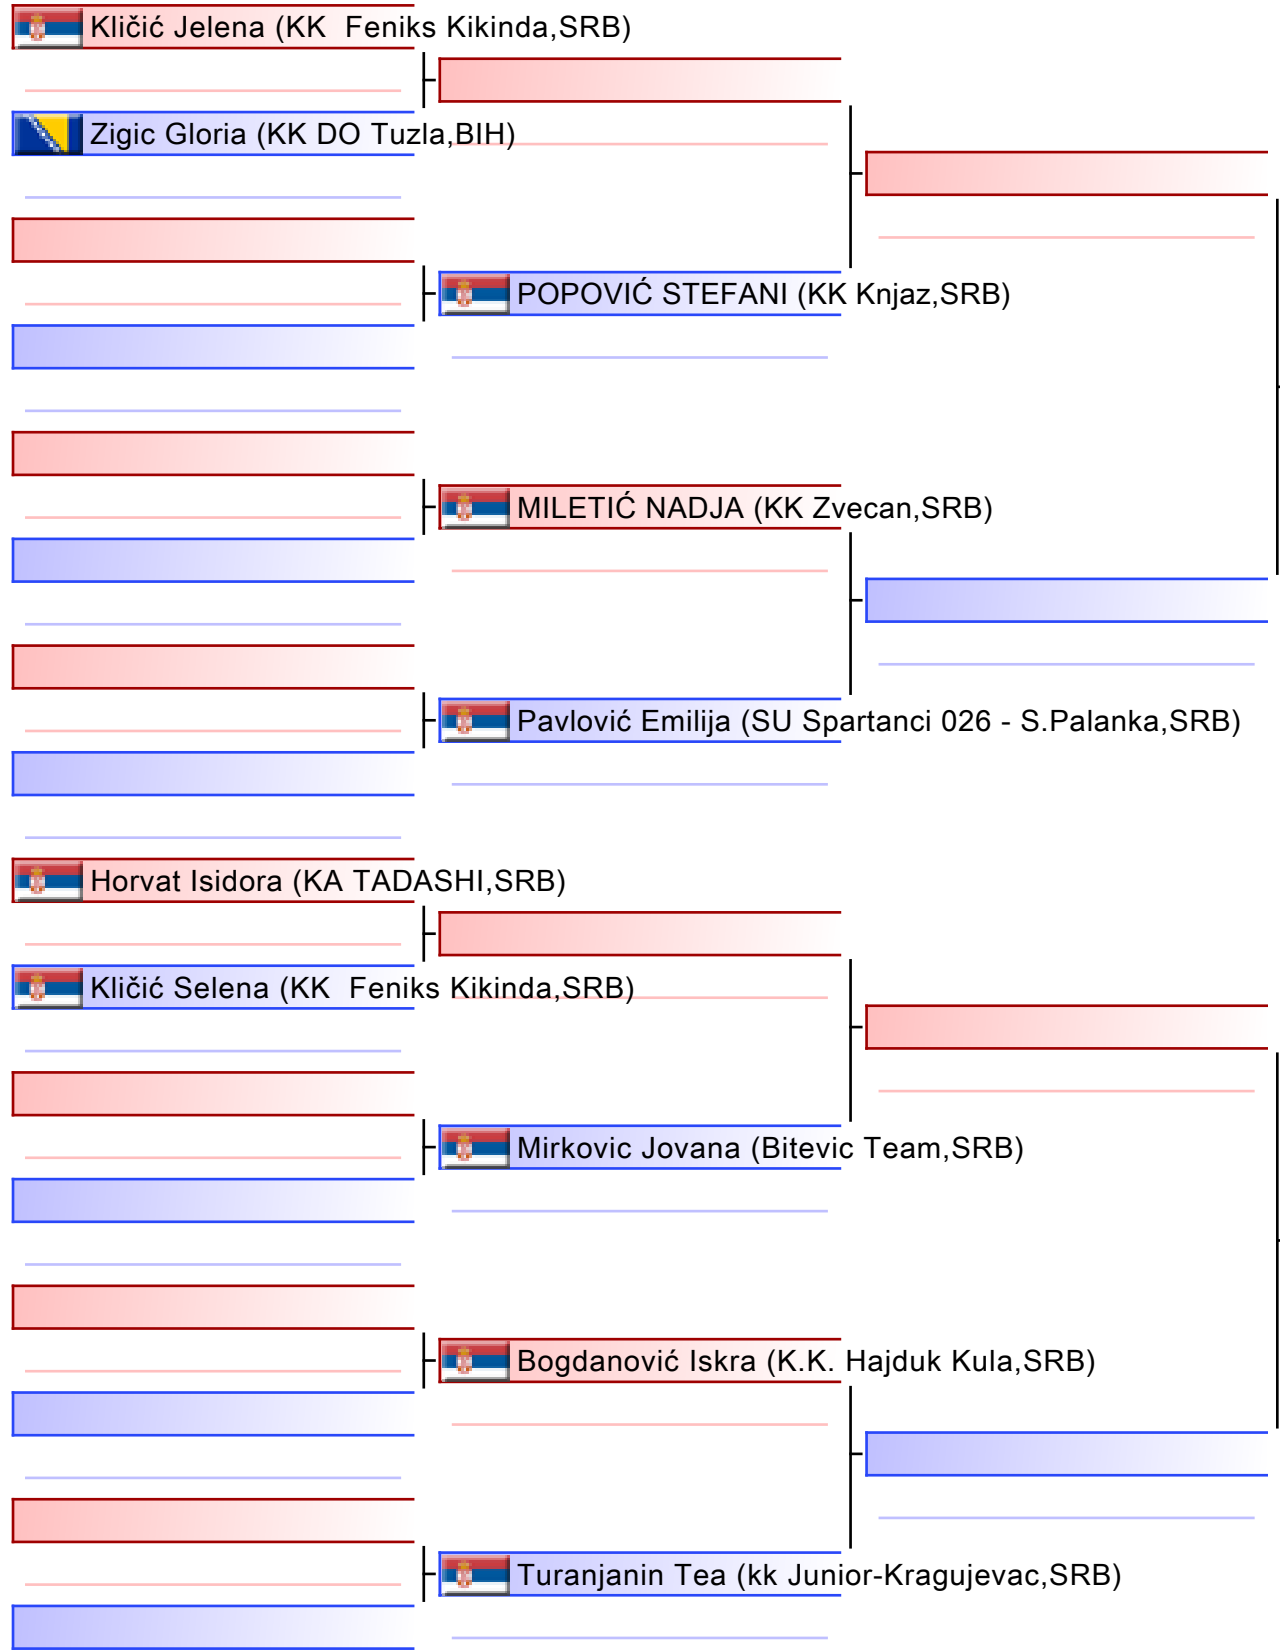 Kličić Jelena (KK  Feniks Kikinda,SRB)
Zigic Gloria (KK DO Tuzla,BIH)
POPOVIĆ STEFANI (KK Knjaz,SRB)
MILETIĆ NADJA (KK Zvecan,SRB)
Pavlović Emilija (SU Spartanci 026 - S.Palanka,SRB)
Horvat Isidora (KA TADASHI,SRB)
Kličić Selena (KK  Feniks Kikinda,SRB)
Mirkovic Jovana (Bitevic Team,SRB)
Bogdanović Iskra (K.K. Hajduk Kula,SRB)
Turanjanin Tea (kk Junior-Kragujevac,SRB)